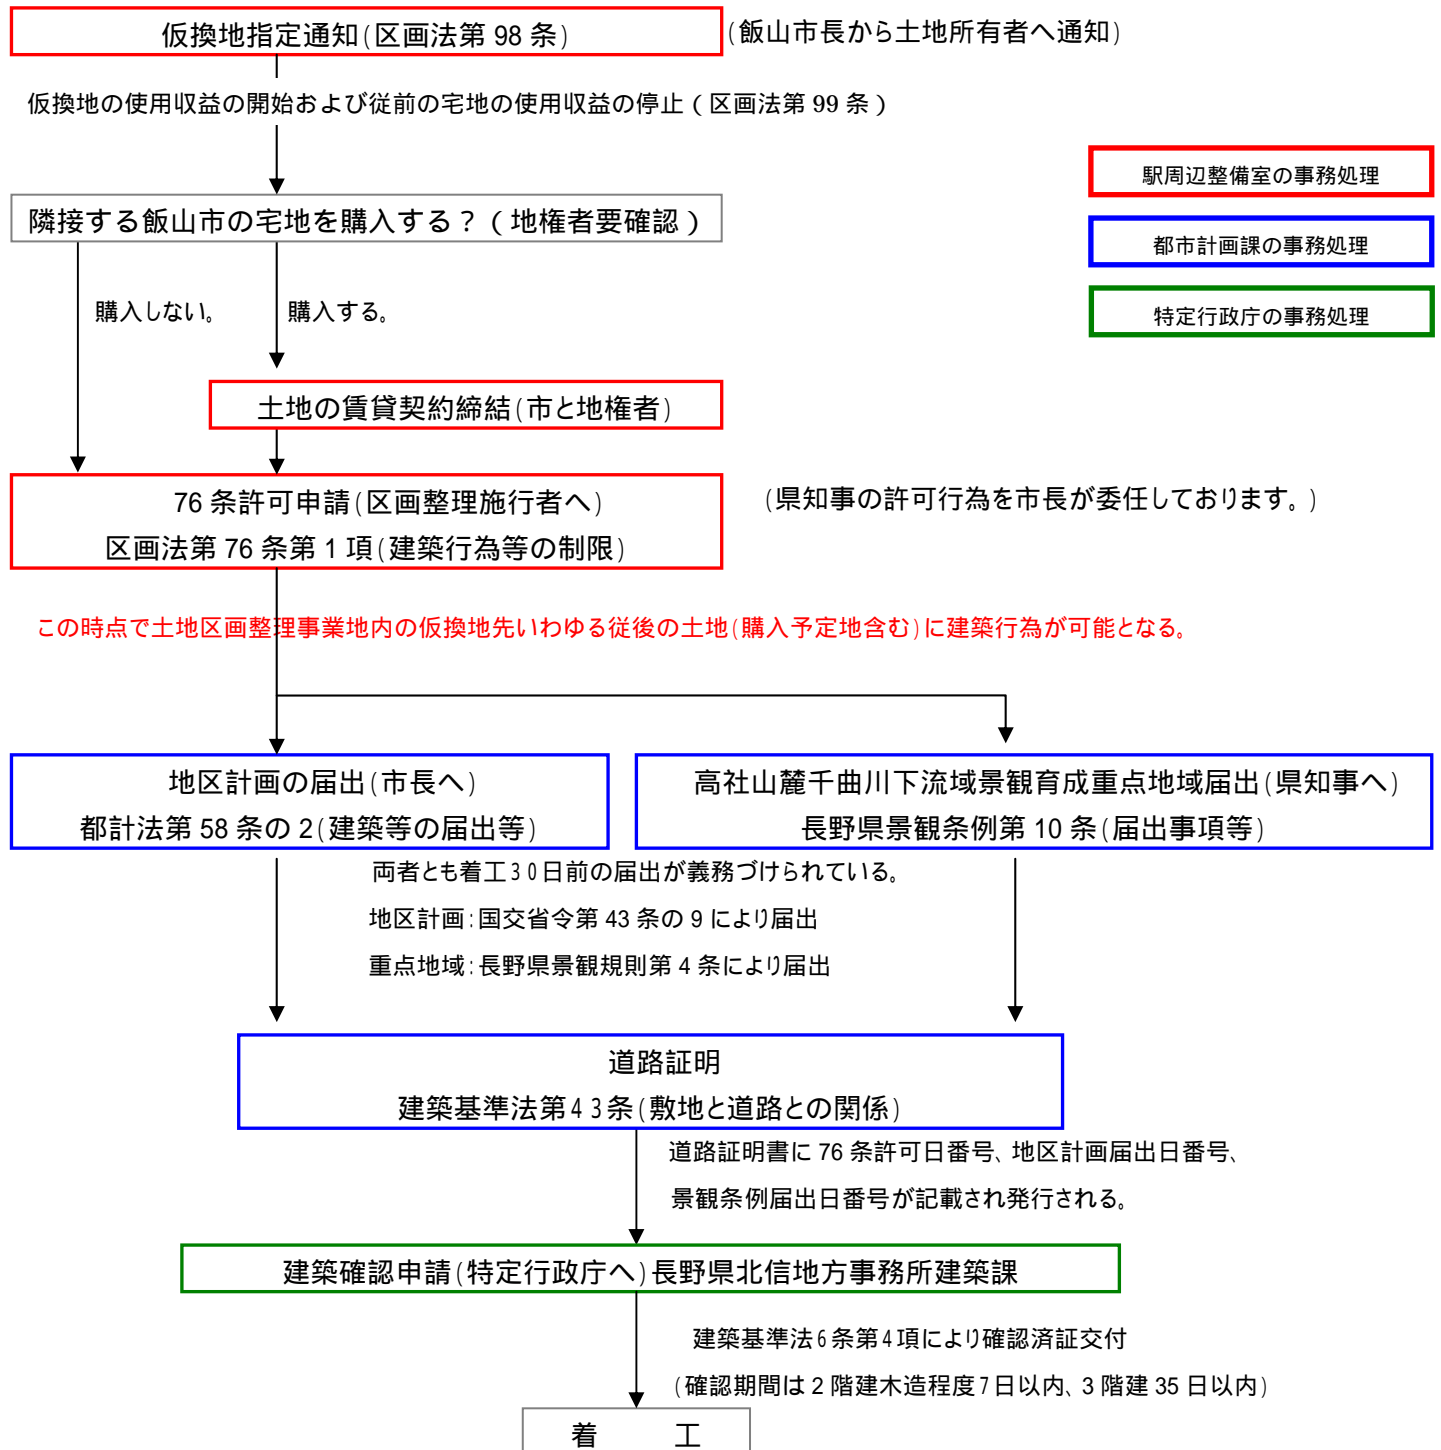 仮換地指定通知(区画法第 98 条)
(飯山市長から土地所有者へ通知)
仮換地の使用収益の開始および従前の宅地の使用収益の停止(区画法第 99 条)
駅周辺整備室の事務処理
隣接する飯山市の宅地を購入する?(地権者要確認)
都市計画課の事務処理
特定行政庁の事務処理
購入しない。
購入する。
土地の賃貸契約締結(市と地権者)
76 条許可申請(区画整理施行者へ)
区画法第 76 条第 1 項(建築行為等の制限)
(県知事の許可行為を市長が委任しております。)
この時点で土地区画整理事業地内の仮換地先いわゆる従後の土地(購入予定地含む)に建築行為が可能となる。
地区計画の届出(市長へ)
都計法第 58 条の 2(建築等の届出等)
高社山麓千曲川下流域景観育成重点地域届出(県知事へ)
長野県景観条例第 10 条(届出事項等)
両者とも着工30日前の届出が義務づけられている。
地区計画:国交省令第 43 条の 9 により届出
重点地域:長野県景観規則第 4 条により届出
道路証明
建築基準法第43条(敷地と道路との関係)
道路証明書に 76 条許可日番号、地区計画届出日番号、
景観条例届出日番号が記載され発行される。
建築確認申請(特定行政庁へ)長野県北信地方事務所建築課
建築基準法6条第4項により確認済証交付
(確認期間は 2 階建木造程度7日以内、3 階建 35 日以内)
着 工